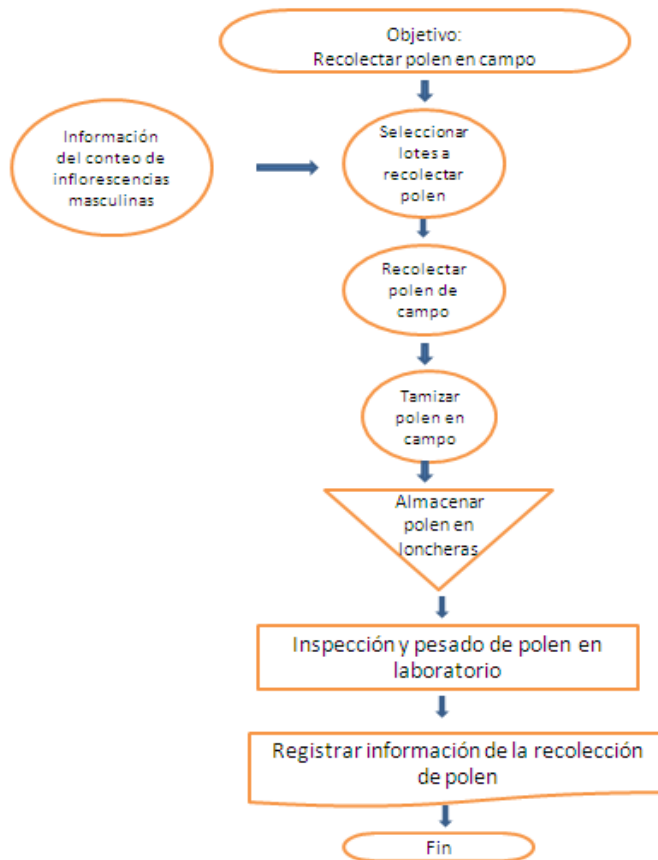 Objetivo:
Recolectar polen en campo
Información
del conteo de
inflorescencias
masculinas
Seleccionar
lotes a
recolectar
polen
Recolectar
polen de
campo
Tamizar
polen en
campo
Almacenar
polen en
loncheras
Inspección y pesado de polen en
laboratorio
Registrar información de la recolección
de polen
Fin